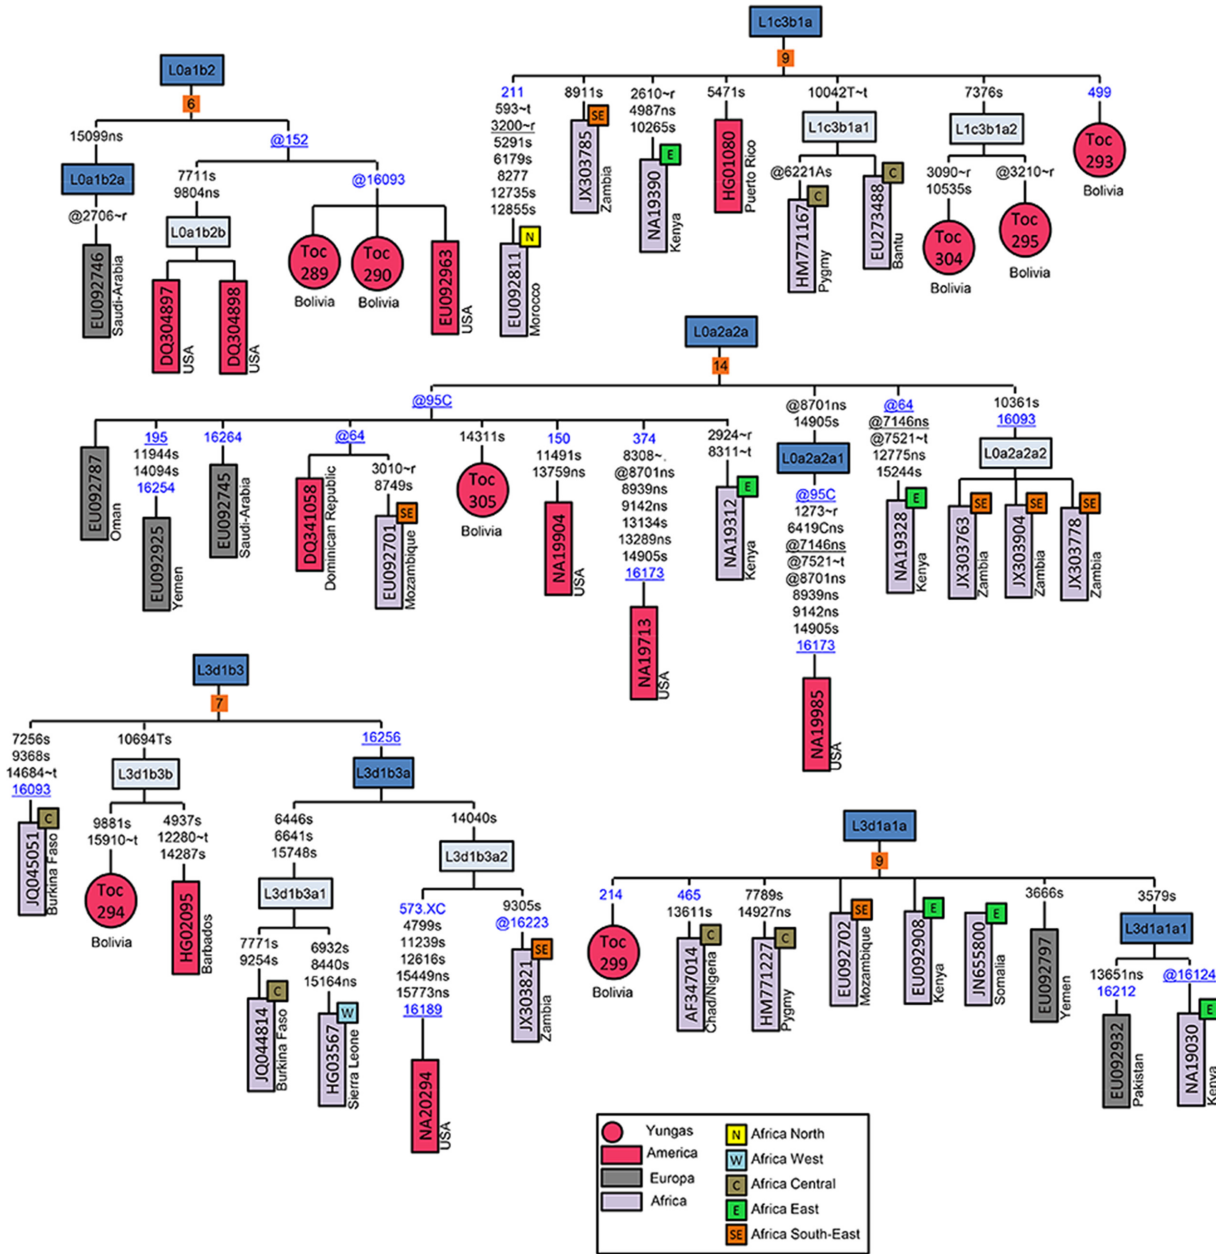 L0a1b2
6
15099ns
@152
L0a1b2a
@2706~r
EU092746
Saudi-Arabia
7711s
9804ns
L0a1b2b
DQ304897
USA
DQ304898
USA
@16093
Toc
289
Bolivia
Toc
290
Bolivia
EU092963
USA
L1c3b1a
9
211
593~t
3200~r
5291s
6179s
8277
12735s
12855s
N
EU092811
Morocco
8911s
SE
JX303785
Zambia
2610~r
4987ns
10265s
E
NA19390
Kenya
5471s
HG01080
Puerto Rico
10042T~t
L1c3b1a1
@6221As
C
HM771167
Pygmy
C
EU273488
Bantu
7376s
L1c3b1a2
3090~r
10535s
Toc
304
Bolivia
@3210~r
Toc
295
Bolivia
499
Toc
293
Bolivia
L0a2a2a
14
@95C
EU092787
Oman
195
11944s
14094s
16254
EU092925
Yemen
16264
EU092745
Saudi-Arabia
@64
DQ341058
Dominican Republic
3010~r
8749s
SE
EU092701
Mozambique
14311s
Toc
305
Bolivia
150
11491s
13759ns
NA19904
USA
374
8308~.
@8701ns
8939ns
9142ns
13134s
13289ns
14905s
16173
NA19713
USA
2924~r
8311~t
E
NA19312
Kenya
@8701ns
14905s
L0a2a2a1
@95C
1273~r
6419Cns
@7146ns
@7521~t
@8701ns
8939ns
9142ns
14905s
16173
NA19985
USA
@64
@7146ns
@7521~t
12775ns
15244s
E
NA19328
Kenya
10361s
16093
L0a2a2a2
SE
JX303763
Zambia
SE
JX303904
Zambia
SE
JX303778
Zambia
L3d1b3
7
7256s
9368s
14684~t
16093
C
JQ045051
Burkina Faso
10694Ts
L3d1b3b
9881s
15910~t
Toc
294
Bolivia
4937s
12280~t
14287s
HG02095
Barbados
16256
L3d1b3a
6446s
6641s
15748s
L3d1b3a1
7771s
9254s
C
JQ044814
Burkina Faso
6932s
8440s
15164ns
W
HG03567
Sierra Leone
14040s
L3d1b3a2
573.XC
4799s
11239s
12616s
15449ns
15773ns
16189
NA20294
USA
9305s
@16223
SE
JX303821
Zambia
L3d1a1a
9
214
Toc
299
Bolivia
465
13611s
C
AF347014
Chad/Nigeria
7789s
14927ns
C
HM771227
Pygmy
SE
EU092702
Mozambique
E
EU092908
Kenya
E
JN655800
Somalia
3666s
EU092797
Yemen
3579s
L3d1a1a1
13651ns
16212
EU092932
Pakistan
@16124
E
NA19030
Kenya
Yungas
America
Europa
Africa
N Africa North
W Africa West
C Africa Central
E Africa East
SE Africa South-East